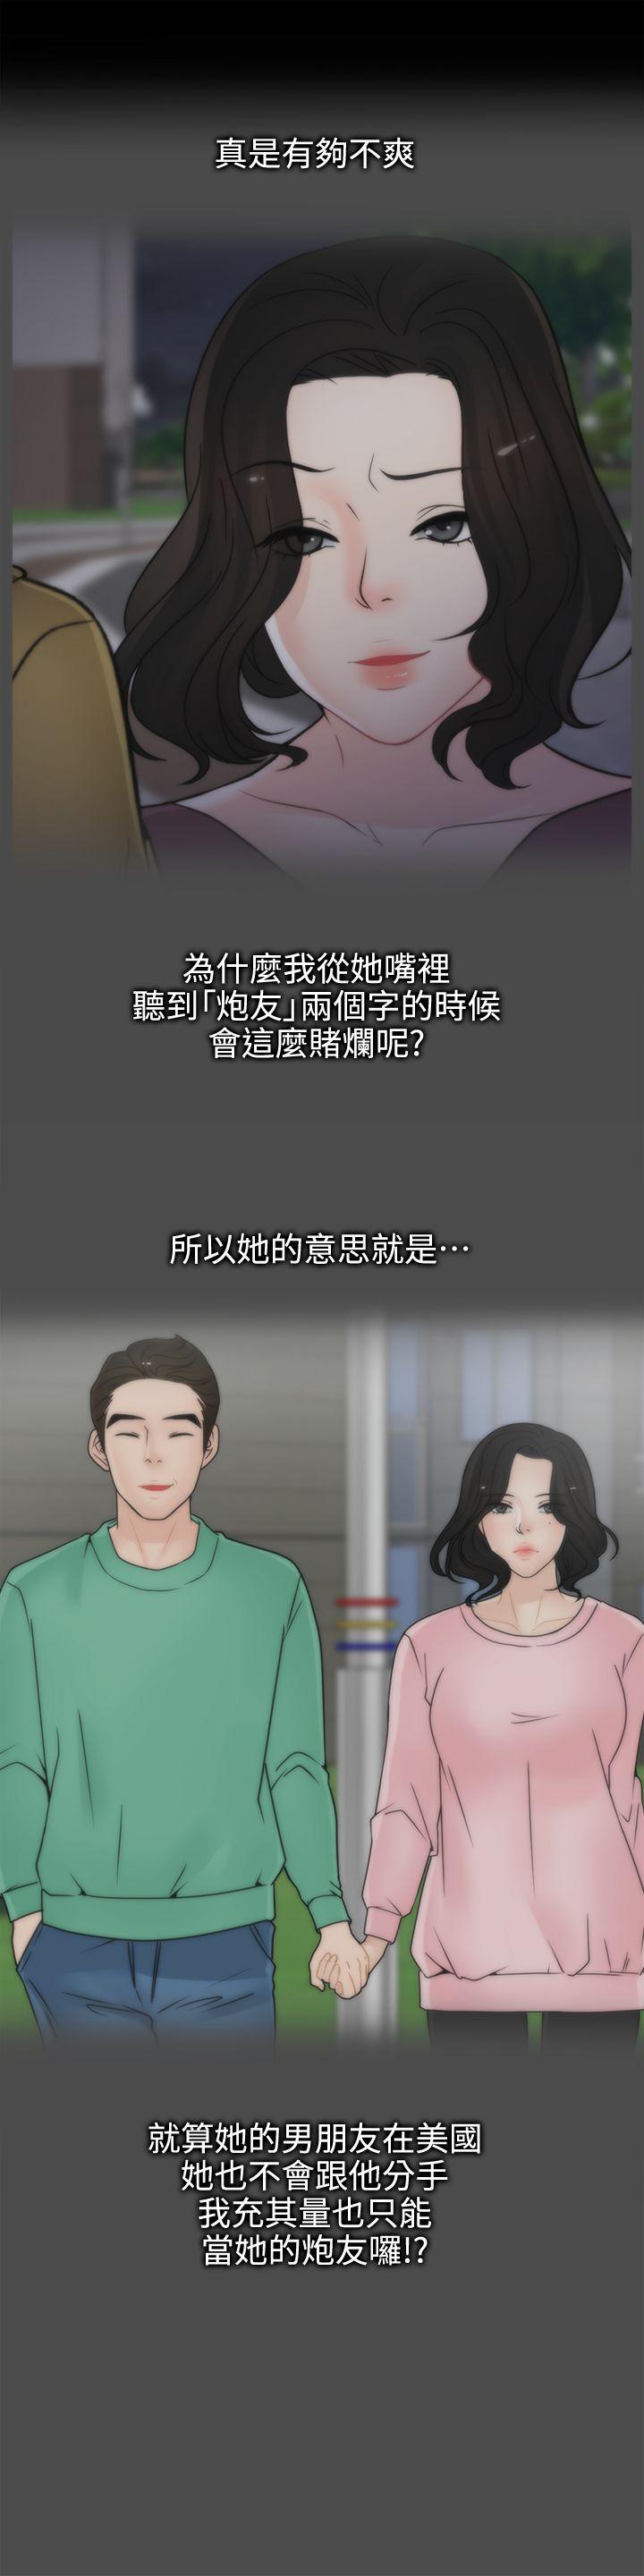 真是有夠不爽
為什麼我從她嘴裡
聽到「炮友」兩個字的時候
會這麼賭爛呢?
所以她的意思就是…
就算她的男朋友在美國
她也不會跟他分手
我充其量也只能
當她的炮友囉!?